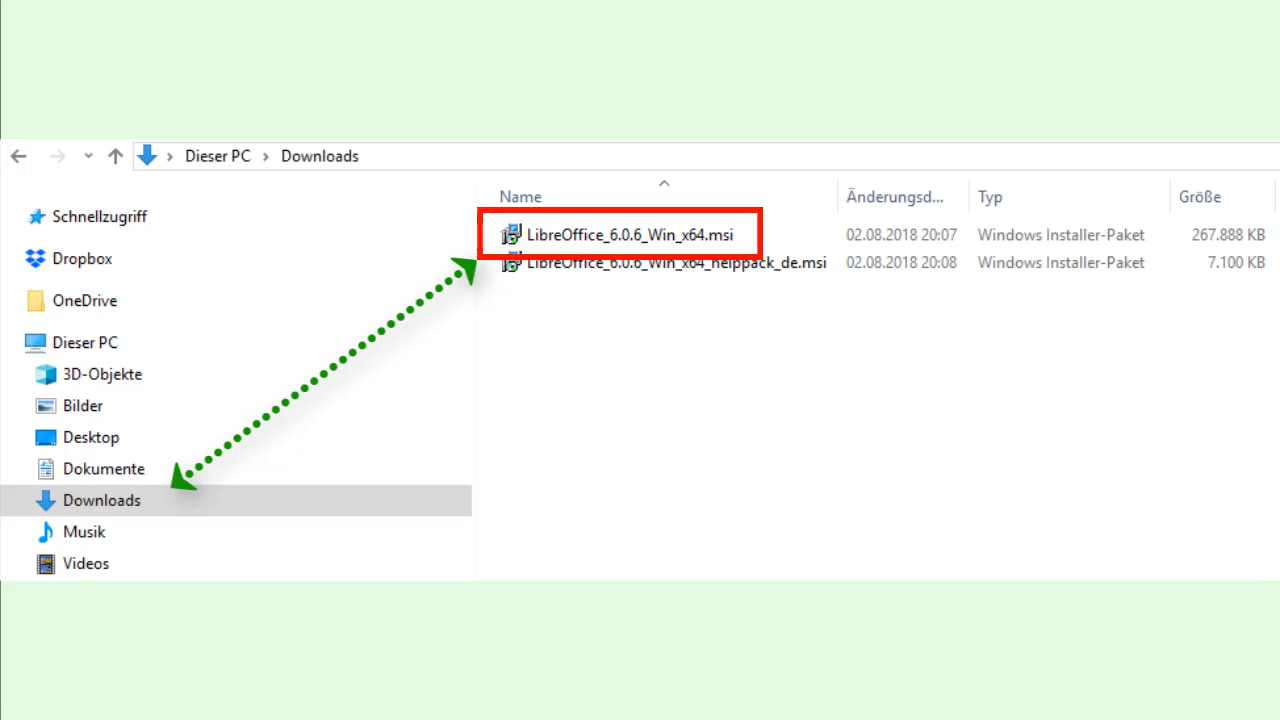 Dieser PC > Downloads
Name Änderungsd... Typ Größe
LibreOffice_6.0.6_Win_x64.msi 02.08.2018 20:07 Windows Installer-Paket 267.888 KB
LibreOffice_6.0.6_Win_x64_helppack_de.msi 02.08.2018 20:08 Windows Installer-Paket 7.100 KB
Schnellzugriff
Dropbox
OneDrive
Dieser PC
3D-Objekte
Bilder
Desktop
Dokumente
Downloads
Musik
Videos